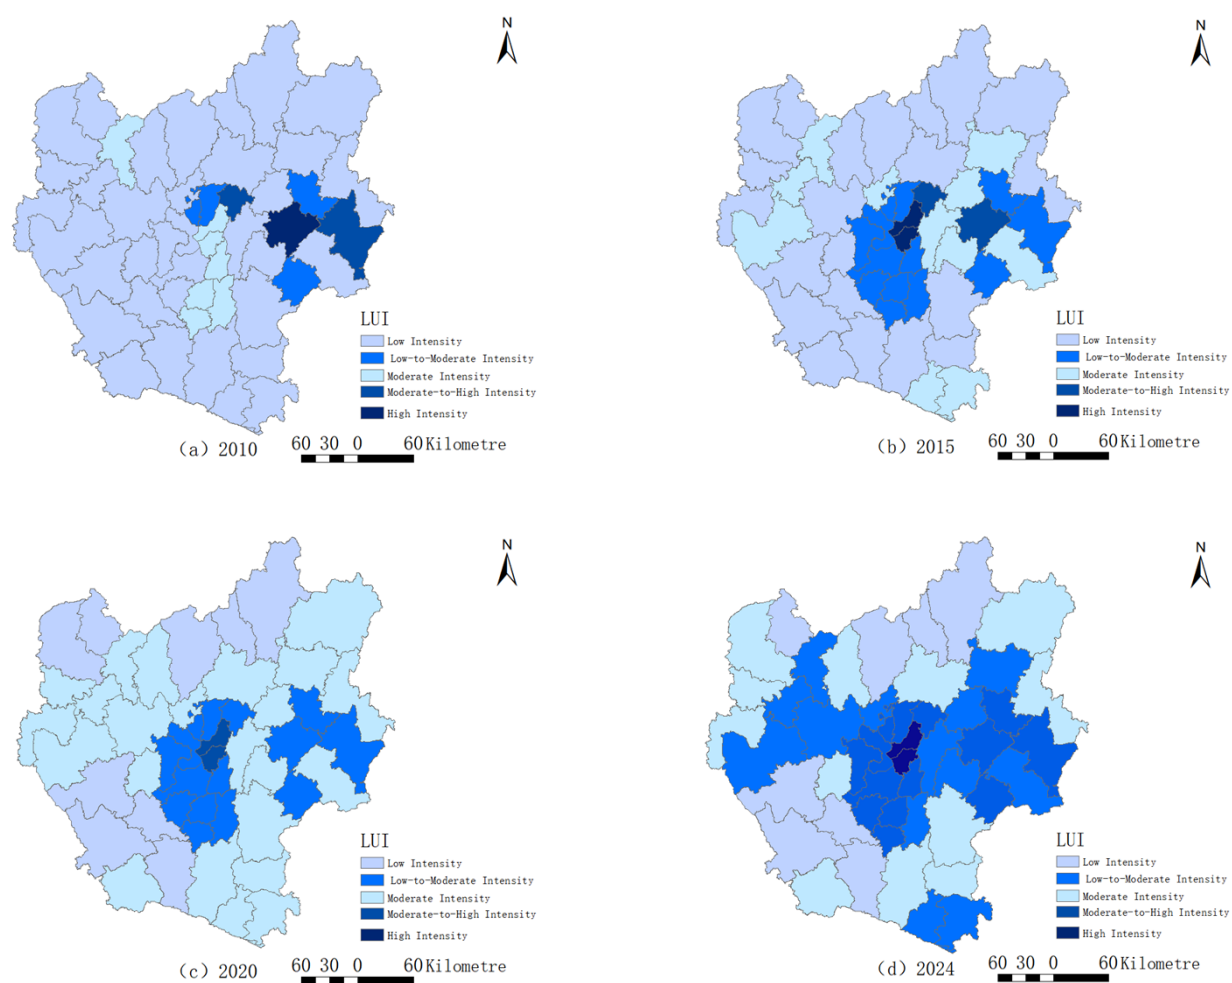 N
LUI
Low Intensity
Low-to-Moderate Intensity
Moderate Intensity
Moderate-to-High Intensity
High Intensity
(a) 2010
60 30 0 60 Kilometre
N
LUI
Low Intensity
Low-to-Moderate Intensity
Moderate Intensity
Moderate-to-High Intensity
High Intensity
(b) 2015
60 30 0 60 Kilometre
N
LUI
Low Intensity
Low-to-Moderate Intensity
Moderate Intensity
Moderate-to-High Intensity
High Intensity
(c) 2020
60 30 0 60 Kilometre
N
LUI
Low Intensity
Low-to-Moderate Intensity
Moderate Intensity
Moderate-to-High Intensity
High Intensity
(d) 2024
60 30 0 60 Kilometre